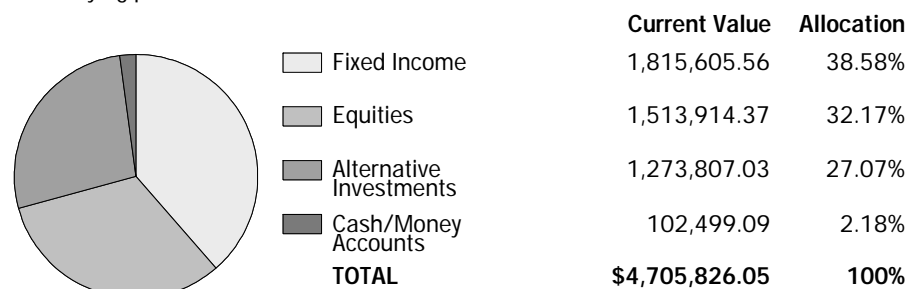 Current Value Allocation
Fixed Income 1,815,605.56 38.58%
Equities 1,513,914.37 32.17%
Alternative
Investments 1,273,807.03 27.07%
Cash/Money
Accounts 102,499.09 2.18%
TOTAL $4,705,826.05 100%